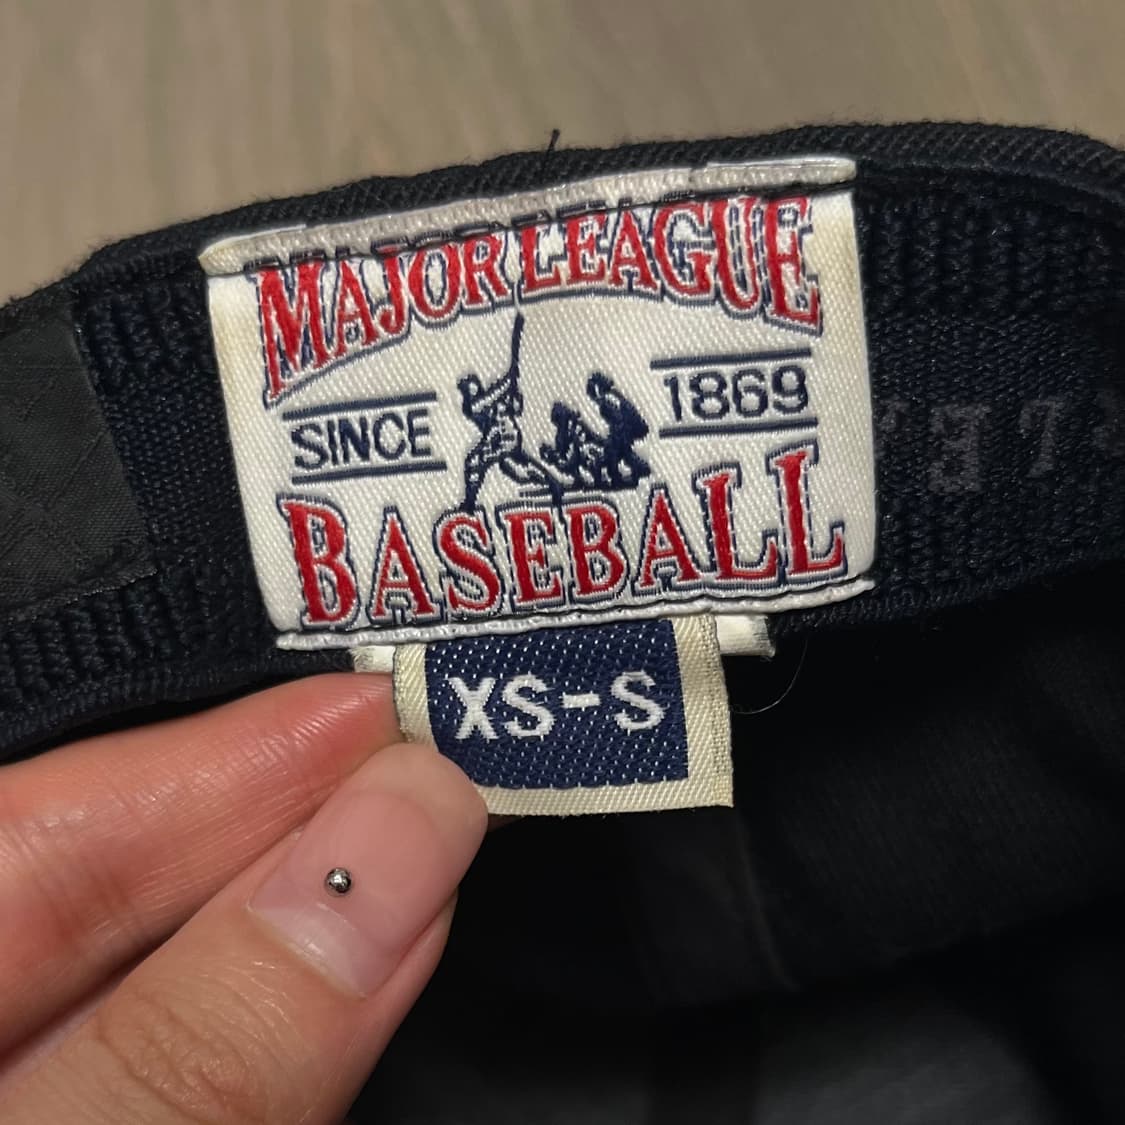 MAJOR LEAGUE
SINCE 1869
BASEBALL
XS-S